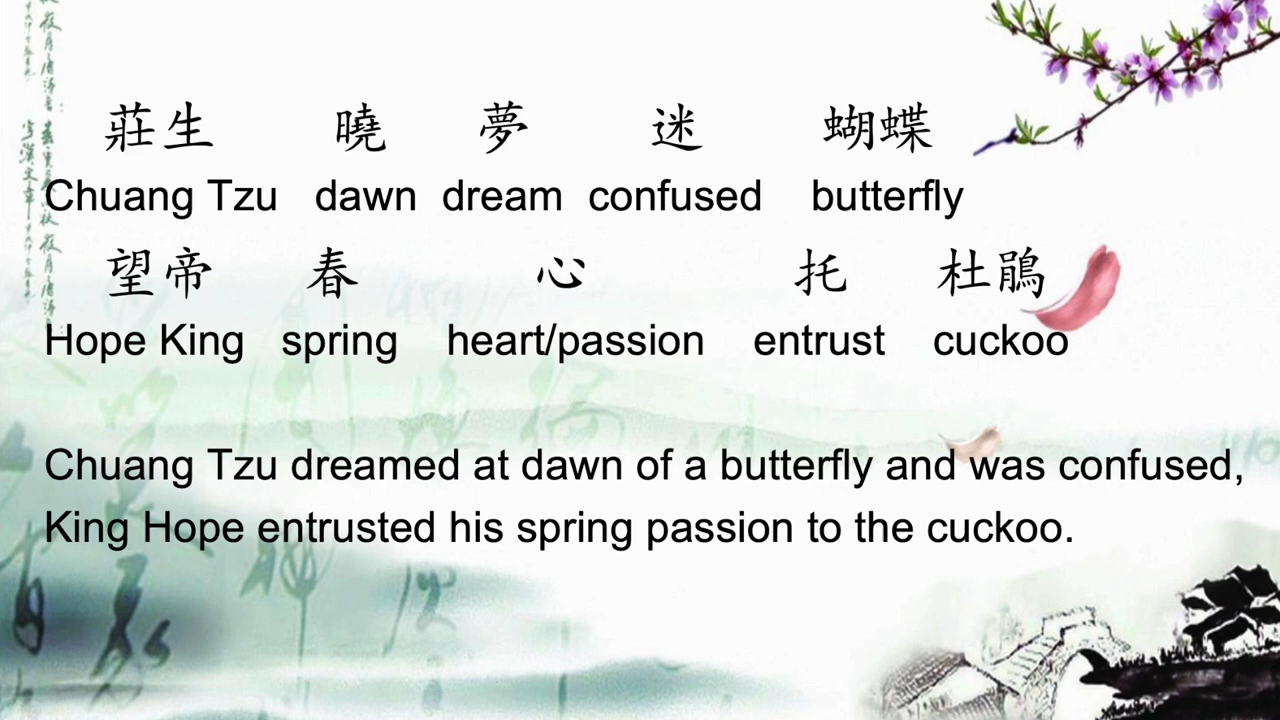 莊生 曉 夢 迷 蝴蝶
Chuang Tzu dawn dream confused butterfly
望帝 春 心 托 杜鵑
Hope King spring heart/passion entrust cuckoo
Chuang Tzu dreamed at dawn of a butterfly and was confused,
King Hope entrusted his spring passion to the cuckoo.